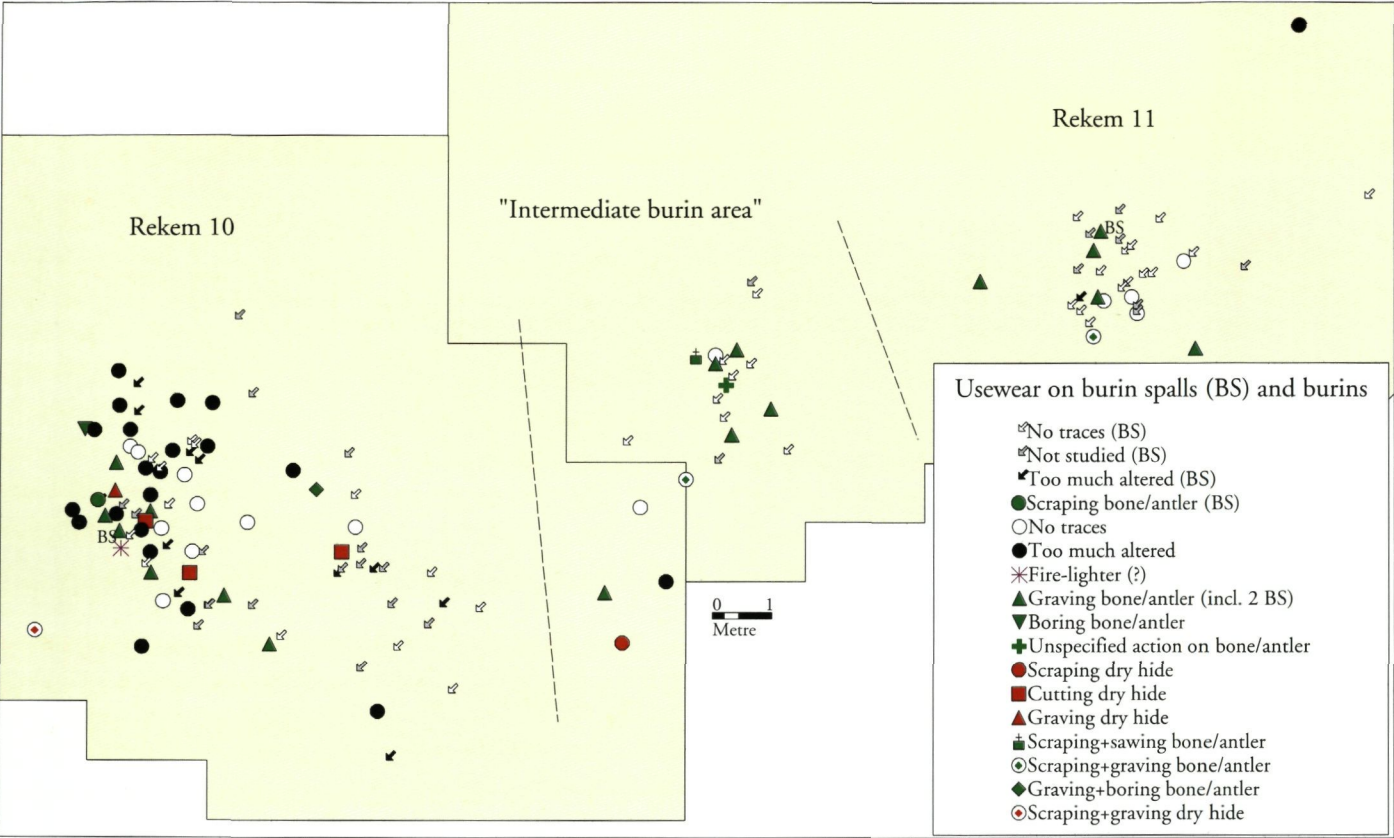 Rekem 11
"Intermediate burin area"
Rekem 10
BS
BS
0 1
Metre
Usewear on burin spalls (BS) and burins
No traces (BS)
Not studied (BS)
Too much altered (BS)
Scraping bone/antler (BS)
No traces
Too much altered
Fire-lighter (?)
Graving bone/antler (incl. 2 BS)
Boring bone/antler
Unspecified action on bone/antler
Scraping dry hide
Cutting dry hide
Graving dry hide
Scraping+sawing bone/antler
Scraping+graving bone/antler
Graving+boring bone/antler
Scraping+graving dry hide